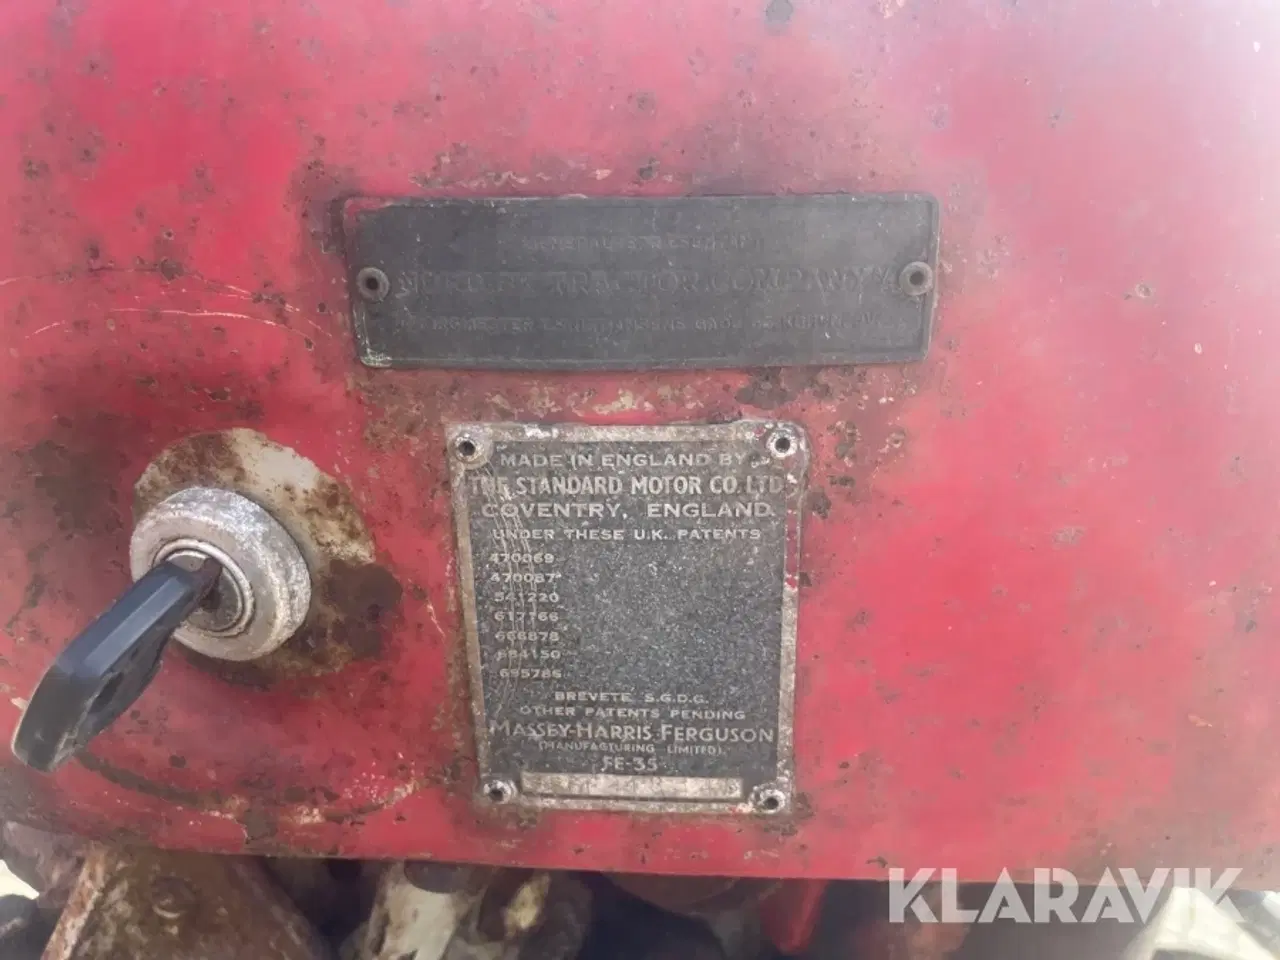 TRACTOR COMPANY
MADE IN ENGLAND BY
THE STANDARD MOTOR CO. LTD
COVENTRY, ENGLAND.
UNDER THESE U.K. PATENTS
470069
470087
541220
617766
666878
684150
695785
BREVETE S.G.D.G.
OTHER PATENTS PENDING
MASSEY-HARRIS-FERGUSON
(MANUFACTURING LIMITED)
FE-35
KLARAVIK